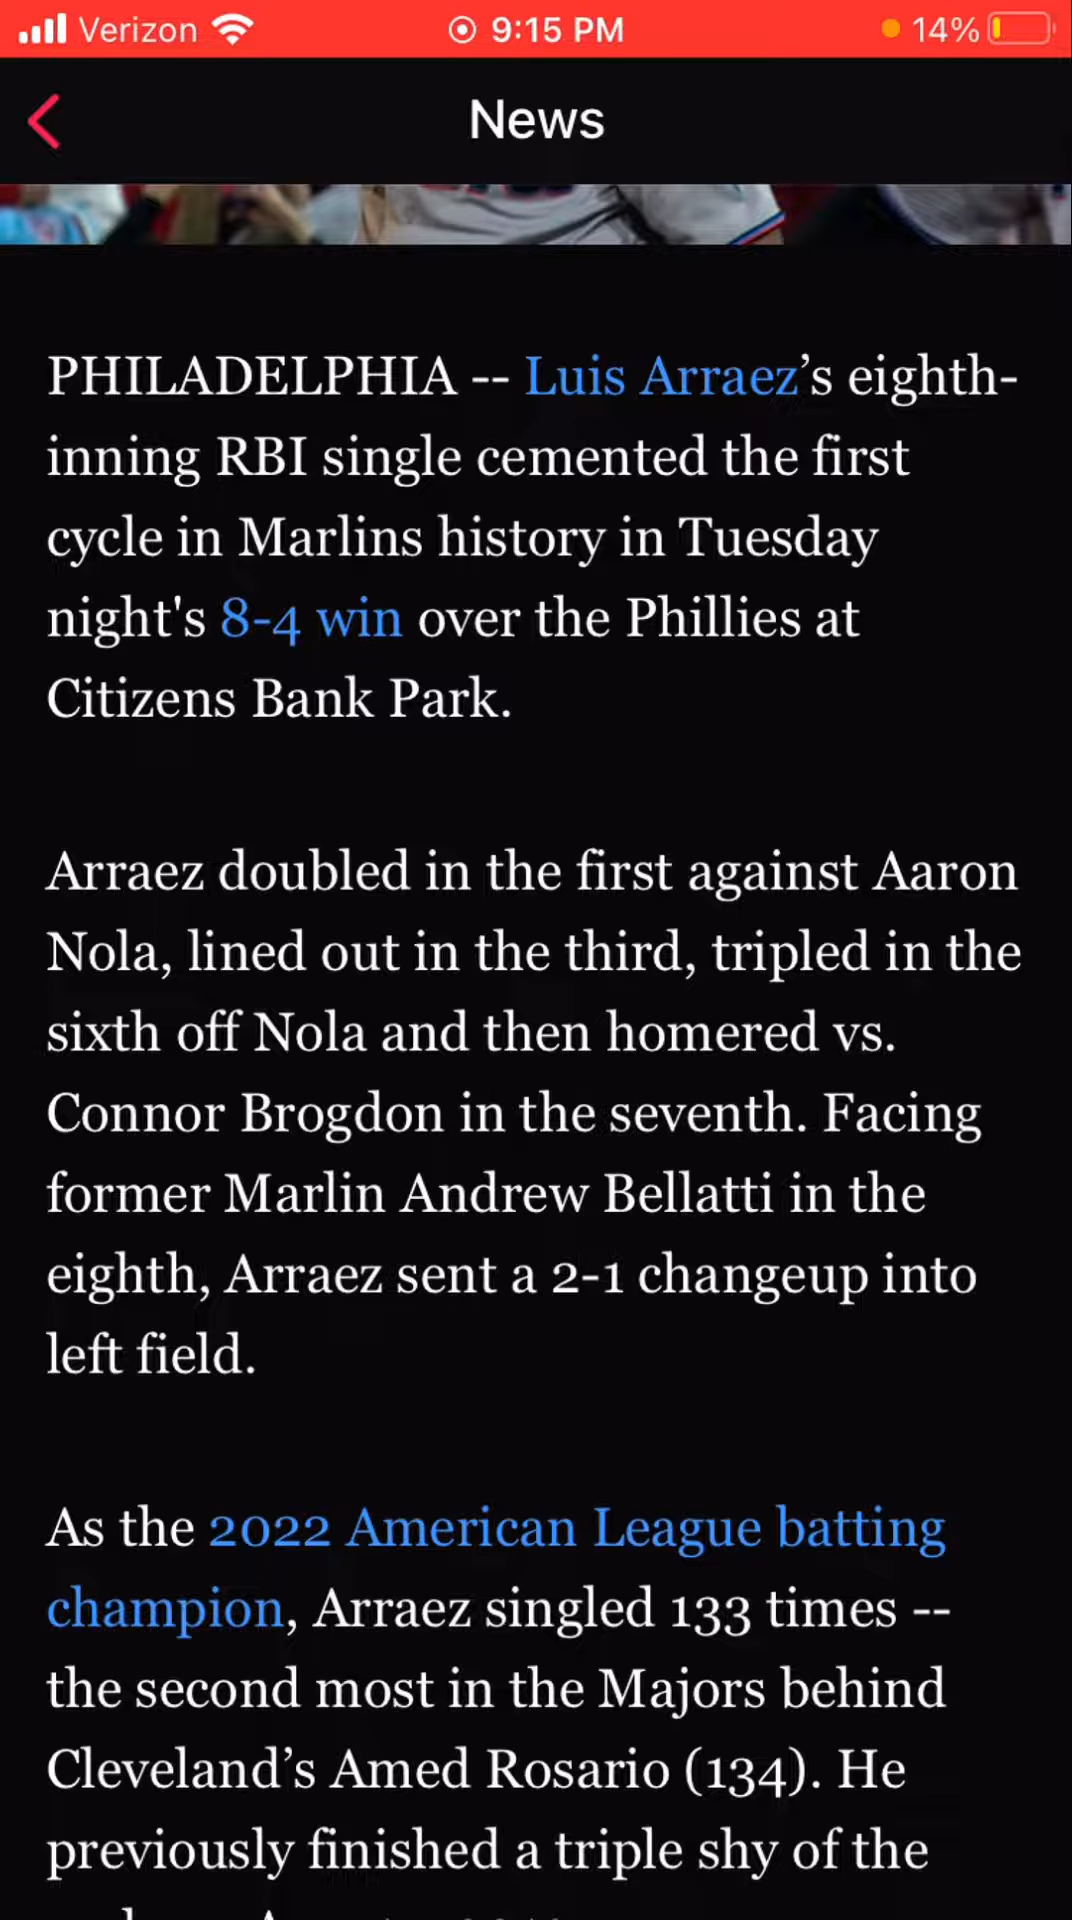 Verizon 9:15 PM 14%
News
PHILADELPHIA -- Luis Arraez’s eighth-
inning RBI single cemented the first
cycle in Marlins history in Tuesday
night's 8-4 win over the Phillies at
Citizens Bank Park.
Arraez doubled in the first against Aaron
Nola, lined out in the third, tripled in the
sixth off Nola and then homered vs.
Connor Brogdon in the seventh. Facing
former Marlin Andrew Bellatti in the
eighth, Arraez sent a 2-1 changeup into
left field.
As the 2022 American League batting
champion, Arraez singled 133 times --
the second most in the Majors behind
Cleveland’s Amed Rosario (134). He
previously finished a triple shy of the